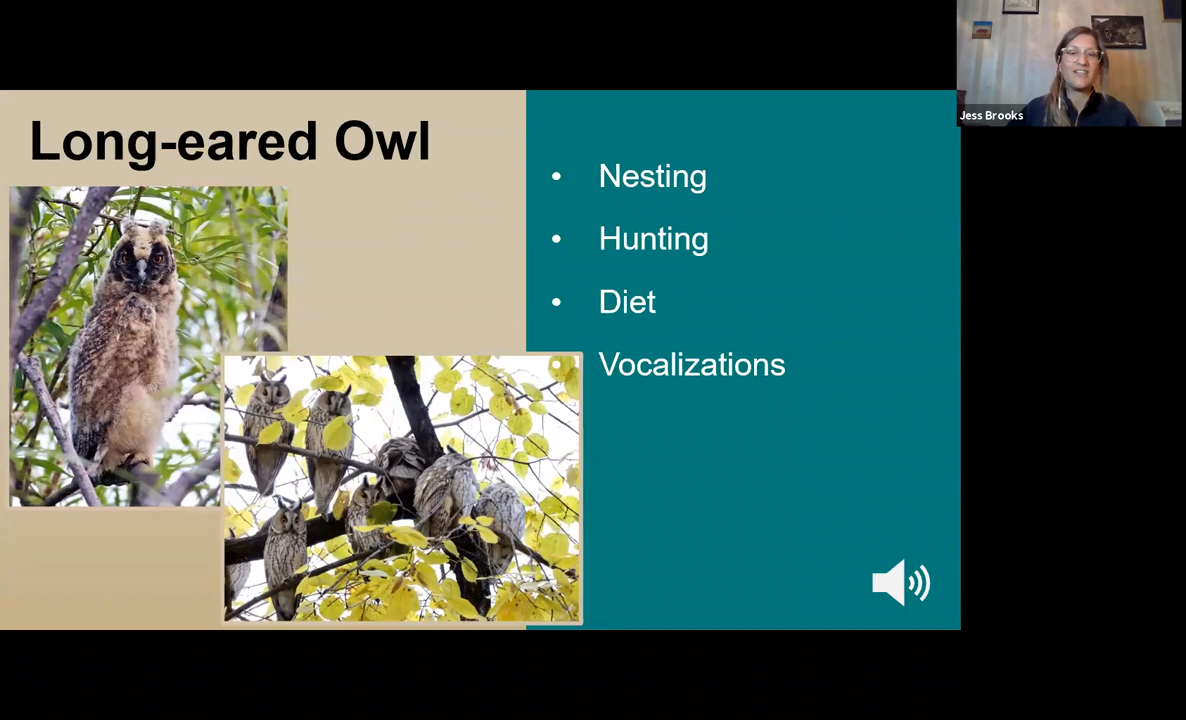 Long-eared Owl
• Nesting
• Hunting
• Diet
• Vocalizations
Jess Brooks